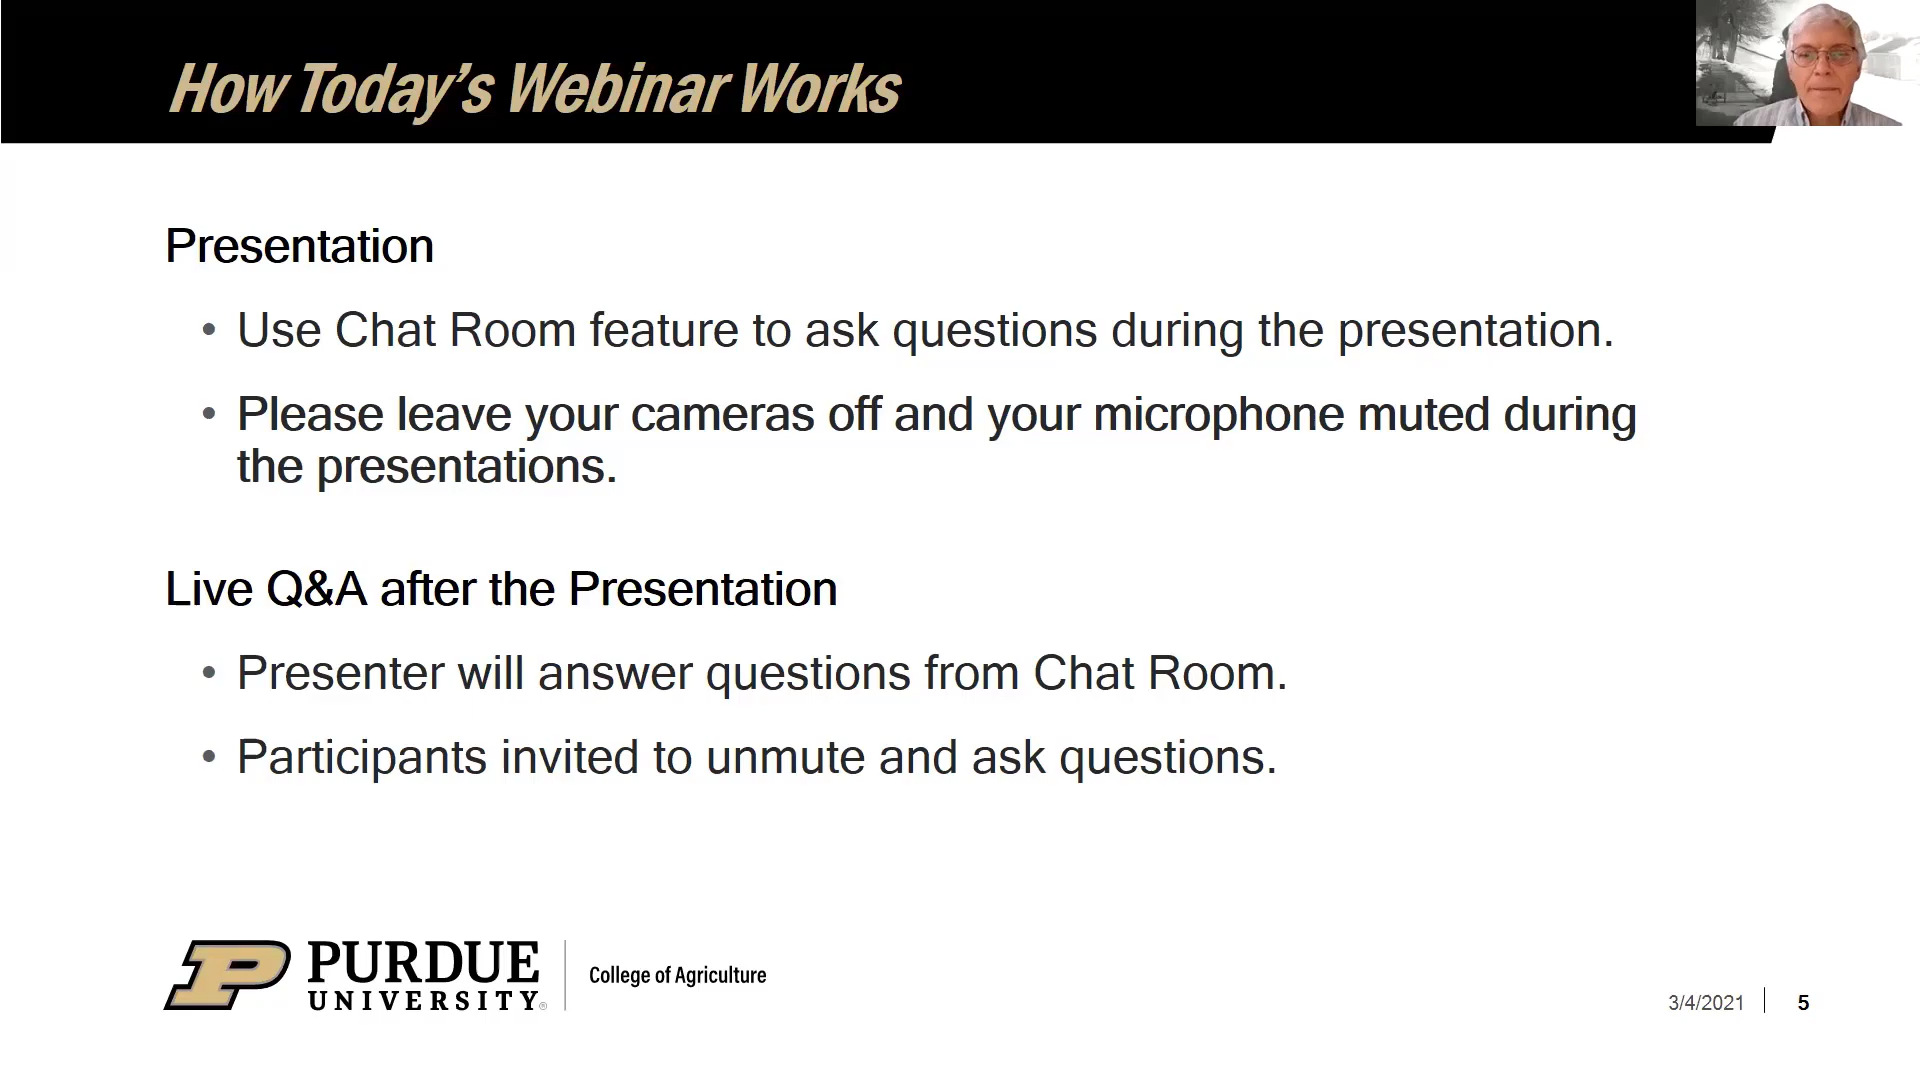 How Today's Webinar Works
Presentation
• Use Chat Room feature to ask questions during the presentation.
• Please leave your cameras off and your microphone muted during
the presentations.
Live Q&A after the Presentation
• Presenter will answer questions from Chat Room.
• Participants invited to unmute and ask questions.
P PURDUE
UNIVERSITY®
College of Agriculture
3/4/2021 5